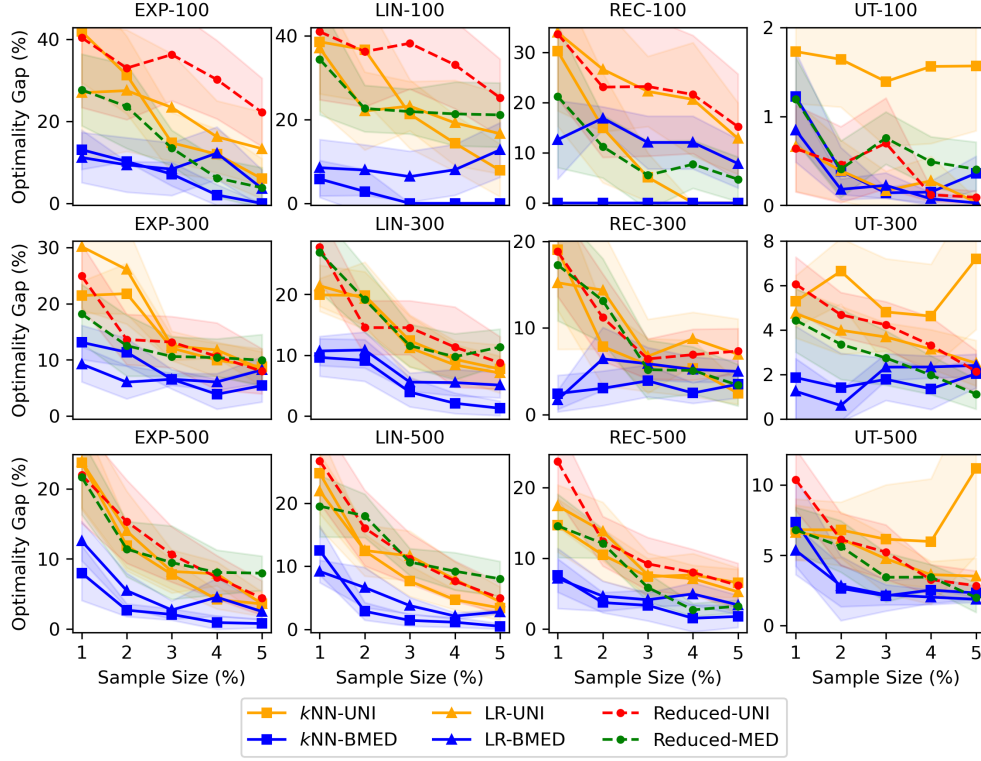 EXP-100 LIN-100 REC-100 UT-100
Optimality Gap (%)
40 20 0
40 20 0
30 20 10 0
2 1 0
EXP-300 LIN-300 REC-300 UT-300
Optimality Gap (%)
30 20 10 0
20 10 0
20 10 0
8 6 4 2 0
EXP-500 LIN-500 REC-500 UT-500
Optimality Gap (%)
20 10 0
20 10 0
20 10 0
10 5 0
1 2 3 4 5 1 2 3 4 5 1 2 3 4 5 1 2 3 4 5
Sample Size (%) Sample Size (%) Sample Size (%) Sample Size (%)
kNN-UNI LR-UNI Reduced-UNI
kNN-BMED LR-BMED Reduced-MED